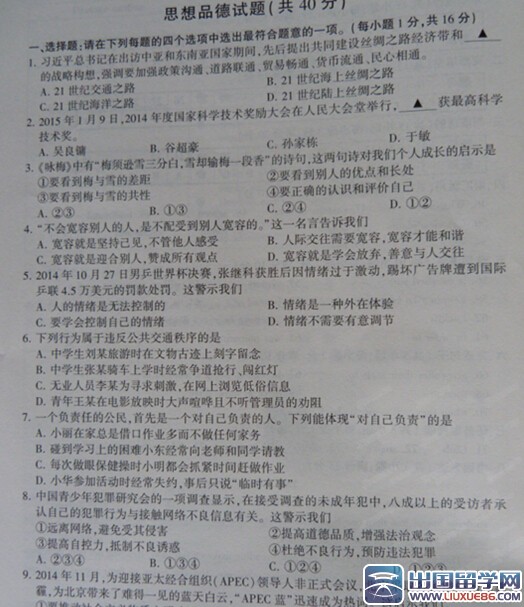 思想品德试题(共 40 分)
一、选择题:请在下列每题的四个选项中选出最符合题意的一项。(每小题 1 分,共 16 分)
1. 习近平总书记在出访中亚和东南亚国家期间,先后提出共同建设丝绸之路经济带和 ▲
的战略构想,强调要加强政策沟通、道路联通、贸易畅通、货币流通、民心相通。
A. 21 世纪交通之路 B. 21 世纪海上丝绸之路
C. 21 世纪海洋之路 D. 21 世纪陆上丝绸之路
2. 2015 年 1 月 9 日,2014 年度国家科学技术奖励大会在人民大会堂举行, ▲ 获最高科学
技术奖。
A. 吴良镛 B. 谷超豪 C. 孙家栋 D. 于敏
3.《咏梅》中有“梅须逊雪三分白,雪却输梅一段香”的诗句,这两句诗对我们个人成长的启示是
①要看到梅与雪的差距 ②要看到别人的优点和长处
③要看到梅与雪的共性 ④要正确的认识和评价自己
A. ②③ B. ①③ C. ②④ D. ①②
4. “不会宽容别人的人,是不配受到别人宽容的。”这一名言告诉我们
A. 宽容就是坚持己见,不管他人感受 B. 人际交往需要宽容,宽容才能和谐
C. 宽容就是迎合别人,赞成所有观点 D. 宽容就是学会放弃,善意与人交往
5. 2014 年 10 月 27 日男乒世界杯决赛,张继科获胜后因情绪过于激动,踢坏广告牌遭到国际
乒联 4.5 万美元的罚款处罚。这警示我们
A. 人的情绪是无法控制的 B. 情绪是一种外在体验
C. 要学会控制自己的情绪 D. 情绪不需要有意调节
6. 下列行为属于违反公共交通秩序的是
A. 中学生刘某旅游时在文物古迹上刻字留念
B. 中学生张某骑车上学时经常争道抢行、闯红灯
C. 无业人员李某为寻求刺激,在网上浏览低俗信息
D. 青年王某在电影放映时大声喧哗且不听管理员的劝阻
7. 一个负责任的公民,首先是一个对自己负责的人。下列能体现“对自己负责”的是
A. 小丽在家总是借口作业多而不做任何家务
B. 碰到学习上的困难小东经常向老师和同学请教
C. 每次做眼保健操时小明都会抓紧时间赶做作业
D. 小华参加活动时经常失约,事后只说“临时有事”
8. 中国青少年犯罪研究会的一项调查显示,在接受调查的未成年犯中,八成以上的受访者承
认自己的犯罪行为与接触网络不良信息有关。这警示我们
①远离网络,避免受其侵害 ②提高道德品质,增强法治观念
③提高自控力,抵制不良诱惑 ④杜绝不良行为,预防违法犯罪
A. ②③④ B. ①③④ C. ①②④ D. ①②③
9. 2014 年 11 月,为迎接亚太经合组织(APEC)领导人非正式会议,
霾,为北京带来了难得一见的蓝天白云,“APEC 蓝”迅速成为热词
出国留学网
www.liuxue86.com